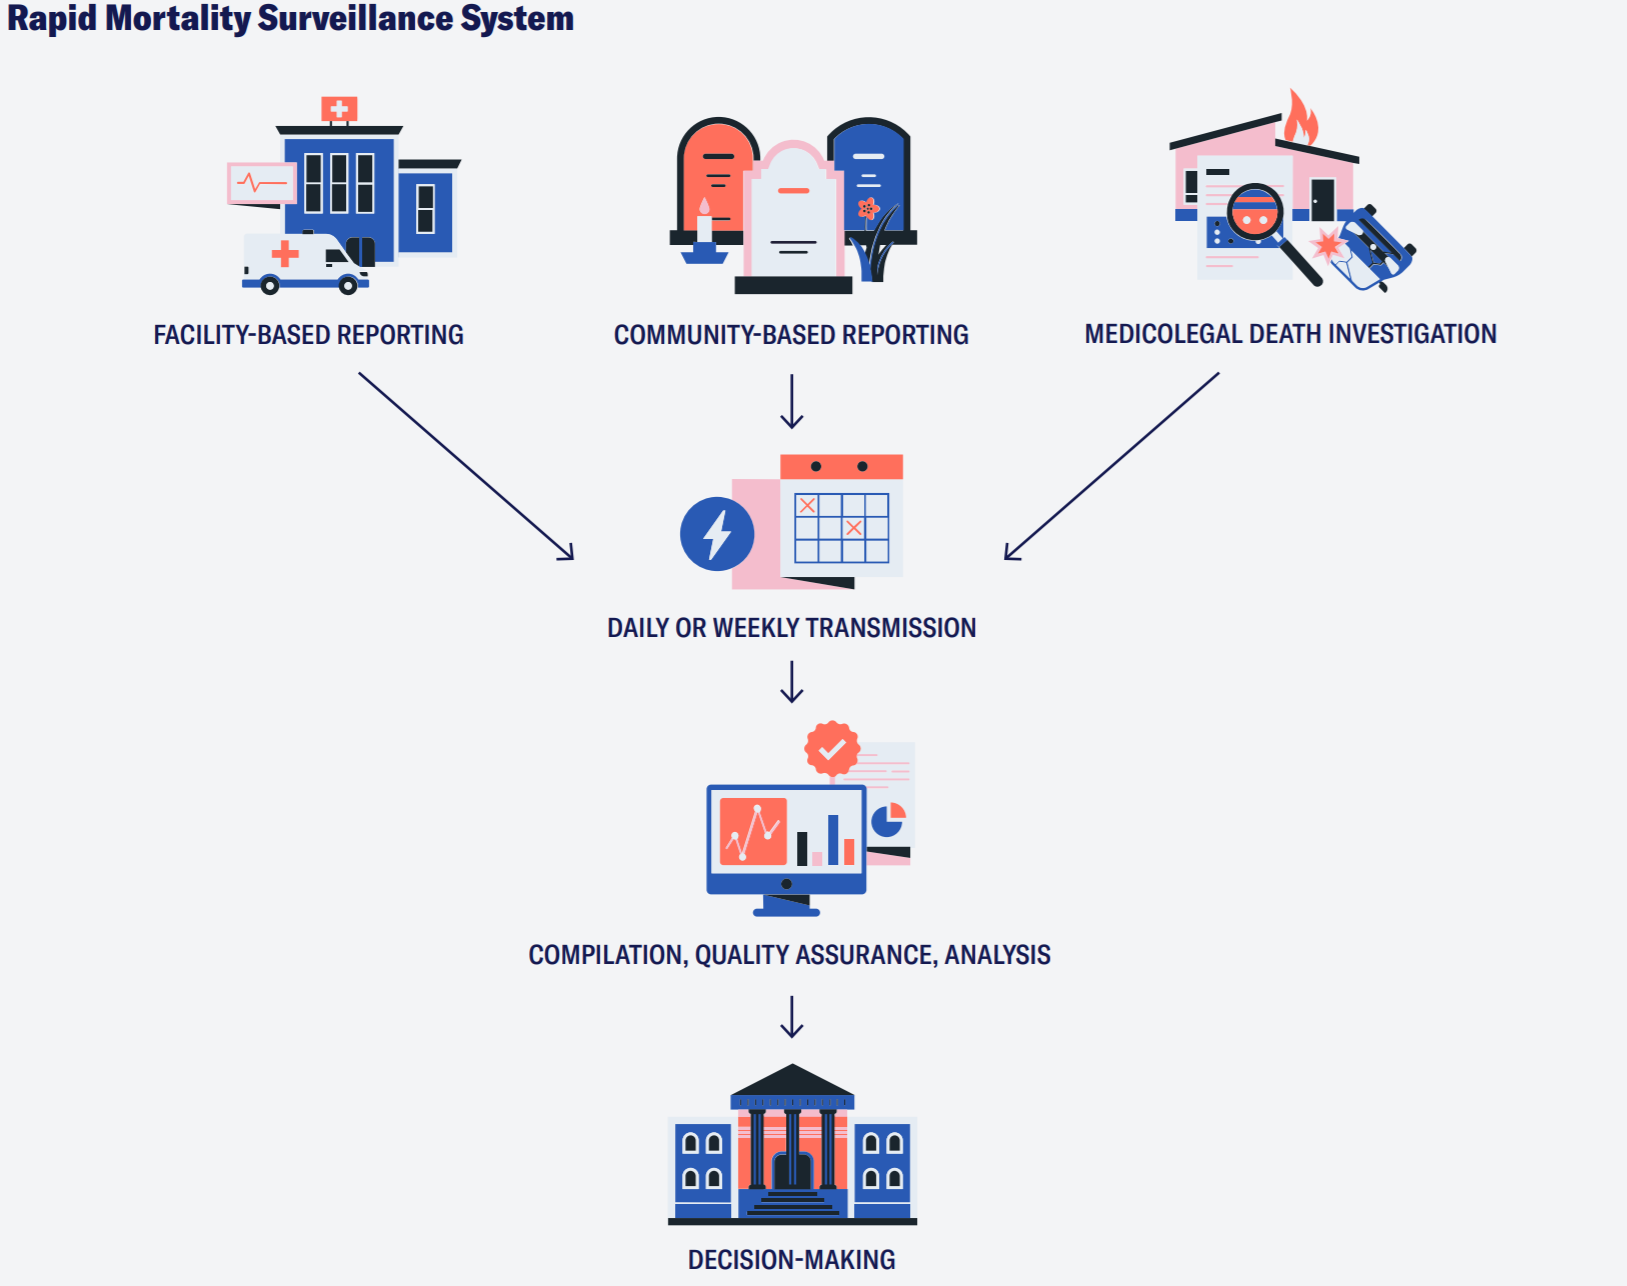 Rapid Mortality Surveillance System
FACILITY-BASED REPORTING
COMMUNITY-BASED REPORTING
MEDICOLEGAL DEATH INVESTIGATION
DAILY OR WEEKLY TRANSMISSION
COMPILATION, QUALITY ASSURANCE, ANALYSIS
DECISION-MAKING